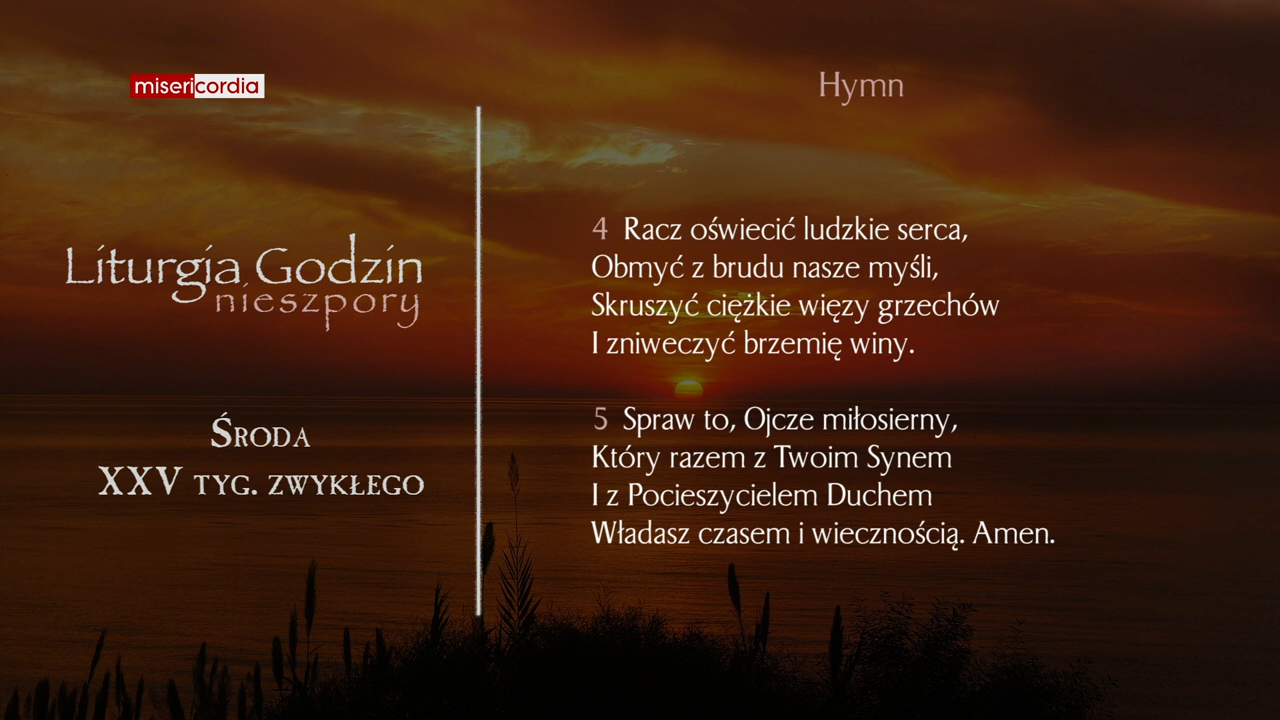 misericordia
Liturgia Godzin
nieszpory
Środa
XXV tyg. zwykłego
Hymn
4 Racz oświecić ludzkie serca,
Obmyć z brudu nasze myśli,
Skruszyć ciężkie więzy grzechów
I zniweczyć brzemię winy.
5 Spraw to, Ojcze miłosierny,
Który razem z Twoim Synem
I z Pocieszycielem Duchem
Władasz czasem i wiecznością. Amen.